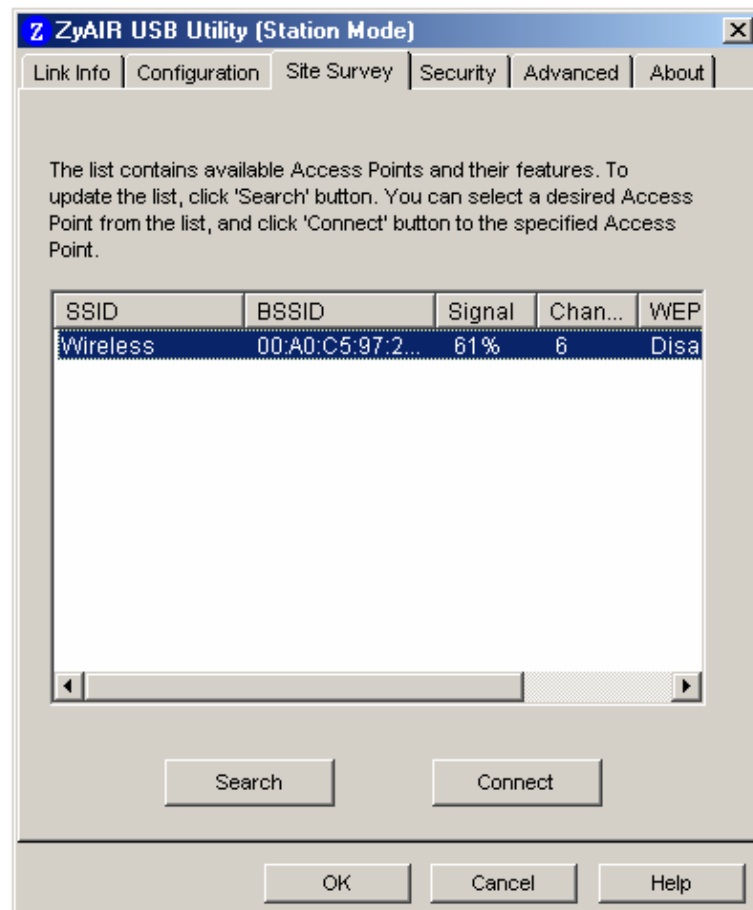 Z ZyAIR USB Utility (Station Mode)
Link Info Configuration Site Survey Security Advanced About
The list contains available Access Points and their features. To
update the list, click 'Search' button. You can select a desired Access
Point from the list, and click 'Connect' button to the specified Access
Point.
SSID BSSID Signal Chan... WEP
Wireless 00:A0:C5:97:2... 61% 6 Disa
Search Connect
OK Cancel Help